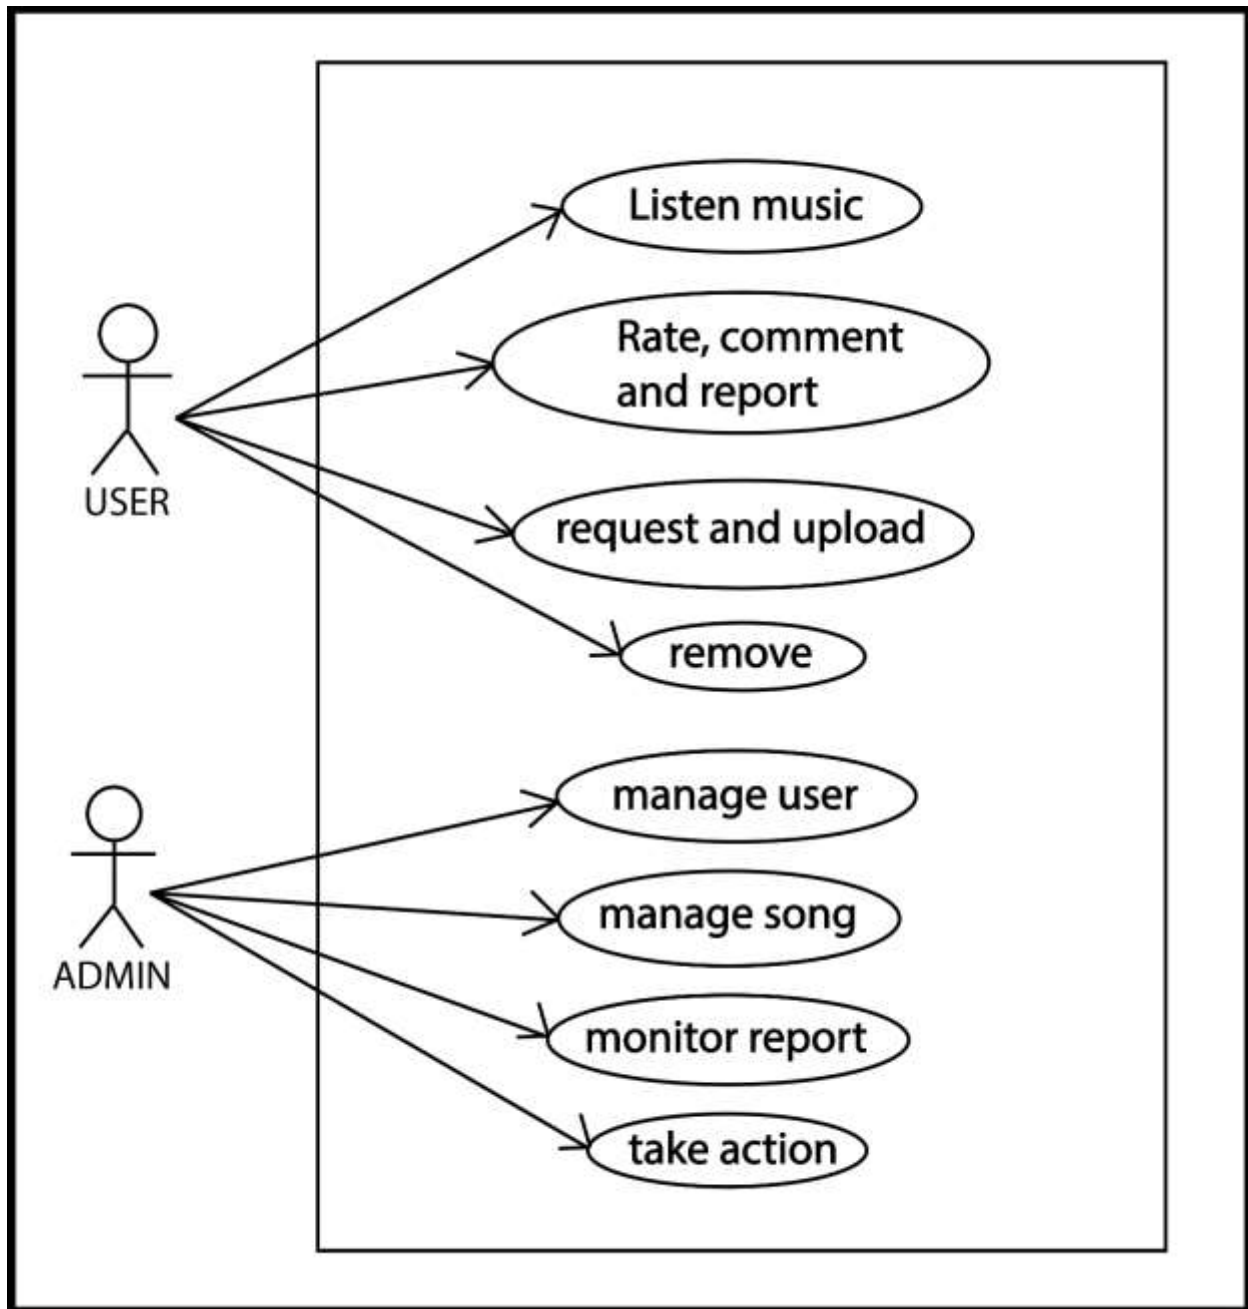 Listen music
Rate, comment
and report
USER
request and upload
remove
manage user
manage song
ADMIN
monitor report
take action